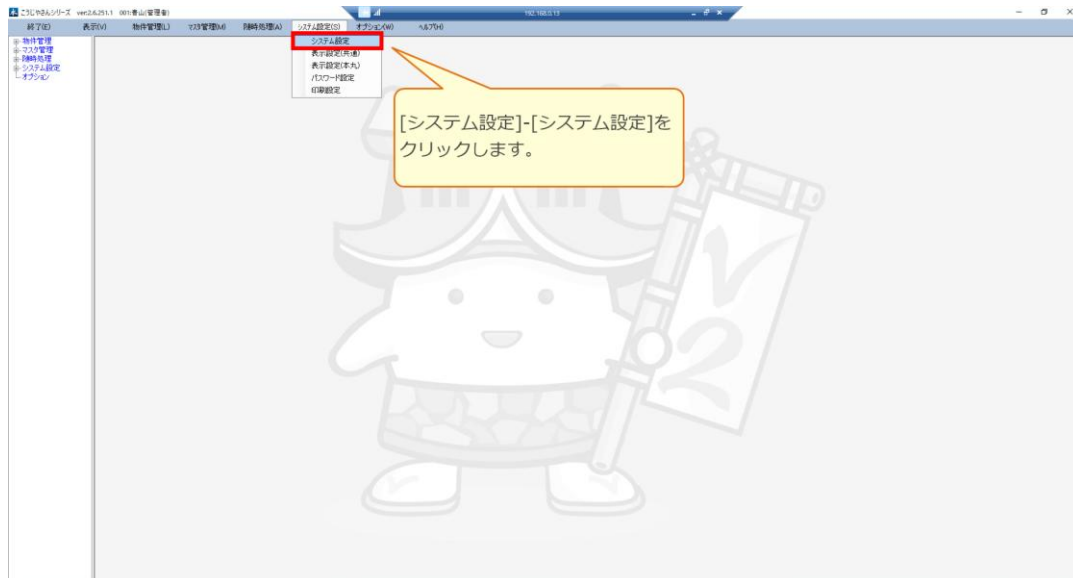 こうじやさんシリーズ ver.2.6.251.1 001:青山(管理者)
192.168.5.13
終了(E) 表示(V) 物件管理(L) マスタ管理(M) 随時処理(A) システム設定(S) オプション(W) ヘルプ(H)
物件管理
マスタ管理
随時処理
システム設定
オプション
システム設定
表示設定(共通)
表示設定(本丸)
パスワード設定
印刷設定
[システム設定]-[システム設定]を
クリックします。
V2